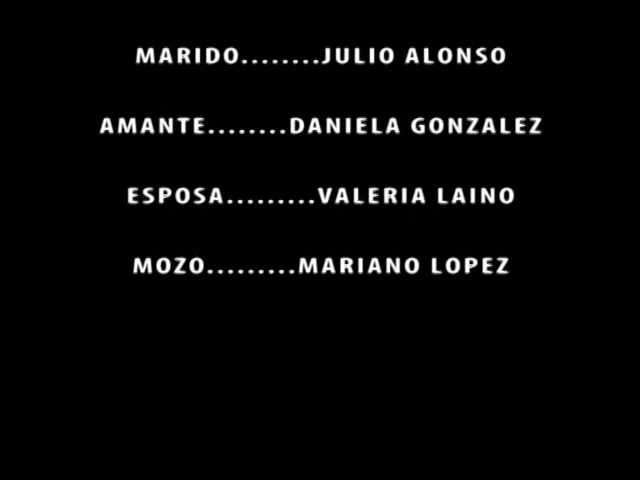 MARIDO........JULIO ALONSO
AMANTE........DANIELA GONZALEZ
ESPOSA.........VALERIA LAINO
MOZO.........MARIANO LOPEZ